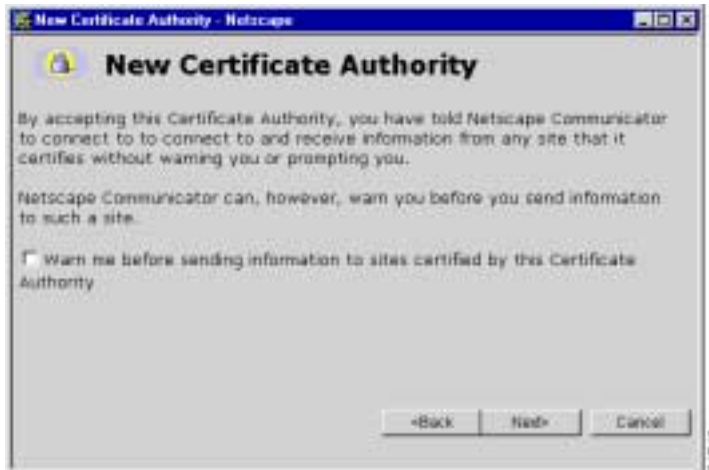 New Certificate Authority - Netscape
New Certificate Authority
By accepting this Certificate Authority, you have told Netscape Communicator
to connect to to connect to and receive information from any site that it
certifies without warning you or prompting you.
Netscape Communicator can, however, warn you before you send information
to such a site.
Warn me before sending information to sites certified by this Certificate
Authority
<Back Next> Cancel